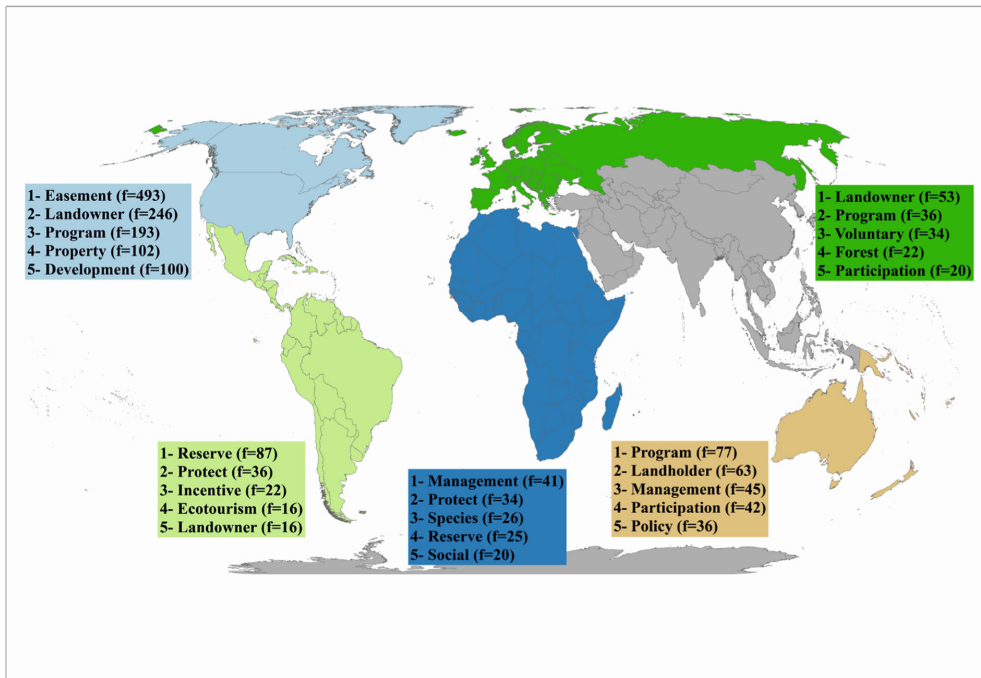 1- Easement (f=493)
2- Landowner (f=246)
3- Program (f=193)
4- Property (f=102)
5- Development (f=100)
1- Landowner (f=53)
2- Program (f=36)
3- Voluntary (f=34)
4- Forest (f=22)
5- Participation (f=20)
1- Reserve (f=87)
2- Protect (f=36)
3- Incentive (f=22)
4- Ecotourism (f=16)
5- Landowner (f=16)
1- Management (f=41)
2- Protect (f=34)
3- Species (f=26)
4- Reserve (f=25)
5- Social (f=20)
1- Program (f=77)
2- Landholder (f=63)
3- Management (f=45)
4- Participation (f=42)
5- Policy (f=36)